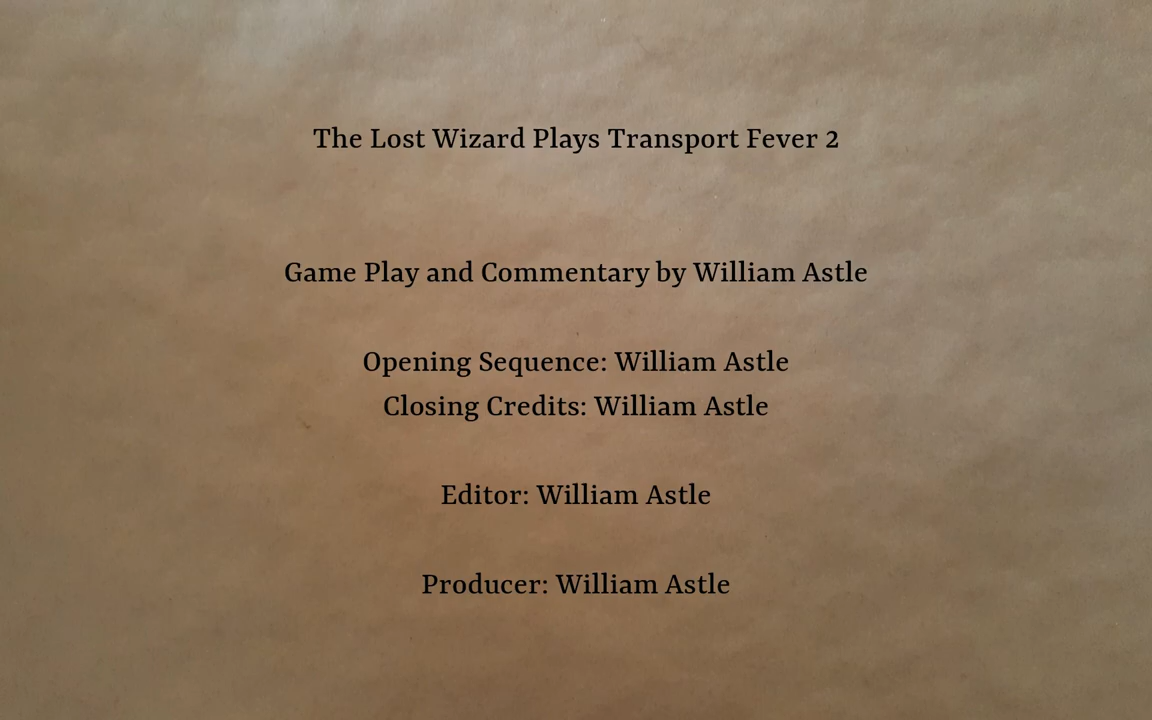 The Lost Wizard Plays Transport Fever 2
Game Play and Commentary by William Astle
Opening Sequence: William Astle
Closing Credits: William Astle
Editor: William Astle
Producer: William Astle